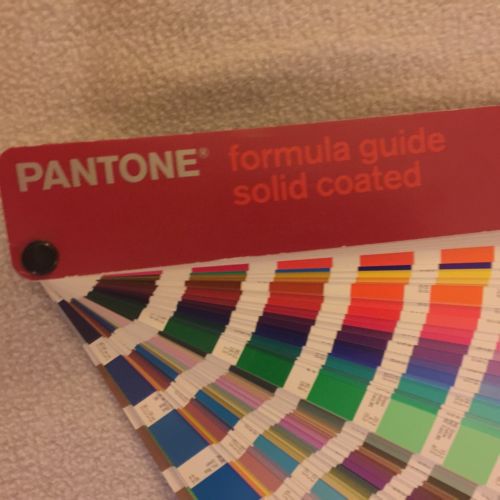 PANTONE® formula guide
solid coated